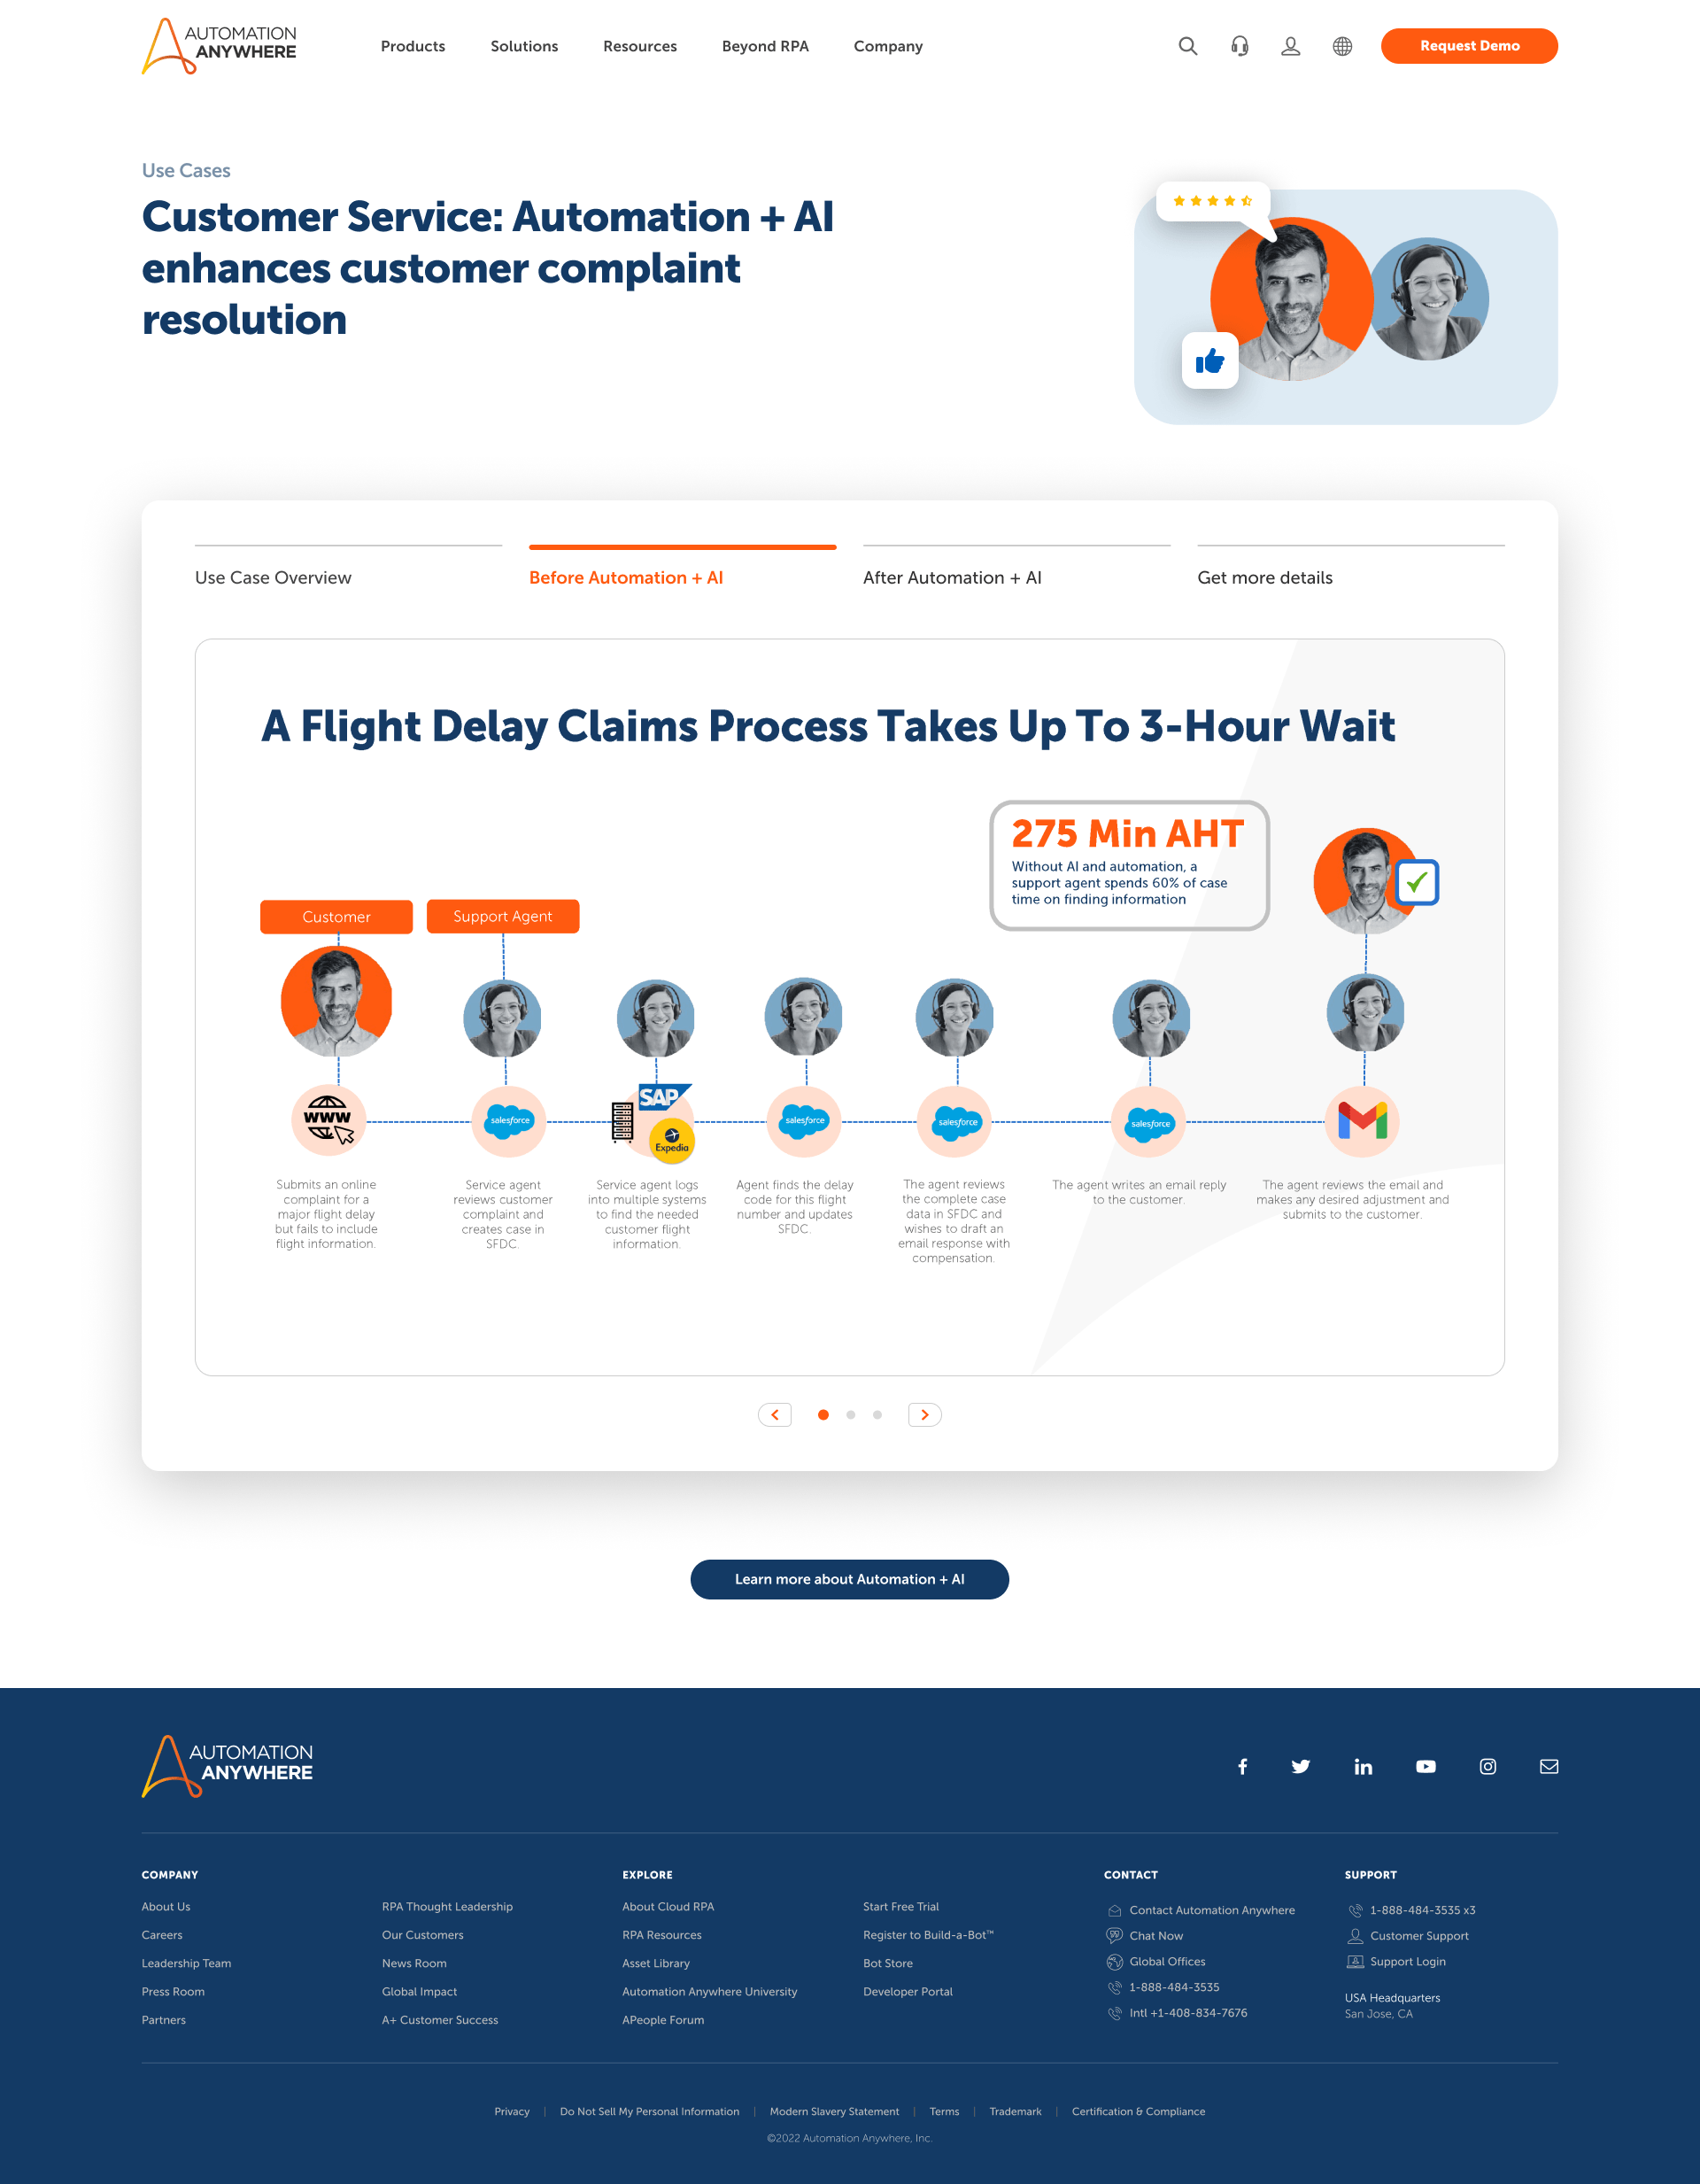 AUTOMATION
ANYWHERE
Products
Solutions
Resources
Beyond RPA
Company
Request Demo
Use Cases
Customer Service: Automation + AI
enhances customer complaint
resolution
Use Case Overview
Before Automation + AI
After Automation + AI
Get more details
A Flight Delay Claims Process Takes Up To 3-Hour Wait
275 Min AHT
Without AI and automation, a
support agent spends 60% of case
time on finding information
Customer
Support Agent
www
salesforce
SAP
Expedia
salesforce
salesforce
salesforce
Submits an online
complaint for a
major flight delay
but fails to include
flight information.
Service agent
reviews customer
complaint and
creates case in
SFDC.
Service agent logs
into multiple systems
to find the needed
customer flight
information.
Agent finds the delay
code for this flight
number and updates
SFDC.
The agent reviews
the complete case
data in SFDC and
wishes to draft an
email response with
compensation.
The agent writes an email reply
to the customer.
The agent reviews the email and
makes any desired adjustment and
submits to the customer.
Learn more about Automation + AI
AUTOMATION
ANYWHERE
COMPANY
About Us
Careers
Leadership Team
Press Room
Partners
RPA Thought Leadership
Our Customers
News Room
Global Impact
A+ Customer Success
EXPLORE
About Cloud RPA
RPA Resources
Asset Library
Automation Anywhere University
APeople Forum
Start Free Trial
Register to Build-a-Bot™
Bot Store
Developer Portal
CONTACT
Contact Automation Anywhere
Chat Now
Global Offices
1-888-484-3535
Intl +1-408-834-7676
SUPPORT
1-888-484-3535 x3
Customer Support
Support Login
USA Headquarters
San Jose, CA
Privacy | Do Not Sell My Personal Information | Modern Slavery Statement | Terms | Trademark | Certification & Compliance
©2022 Automation Anywhere, Inc.